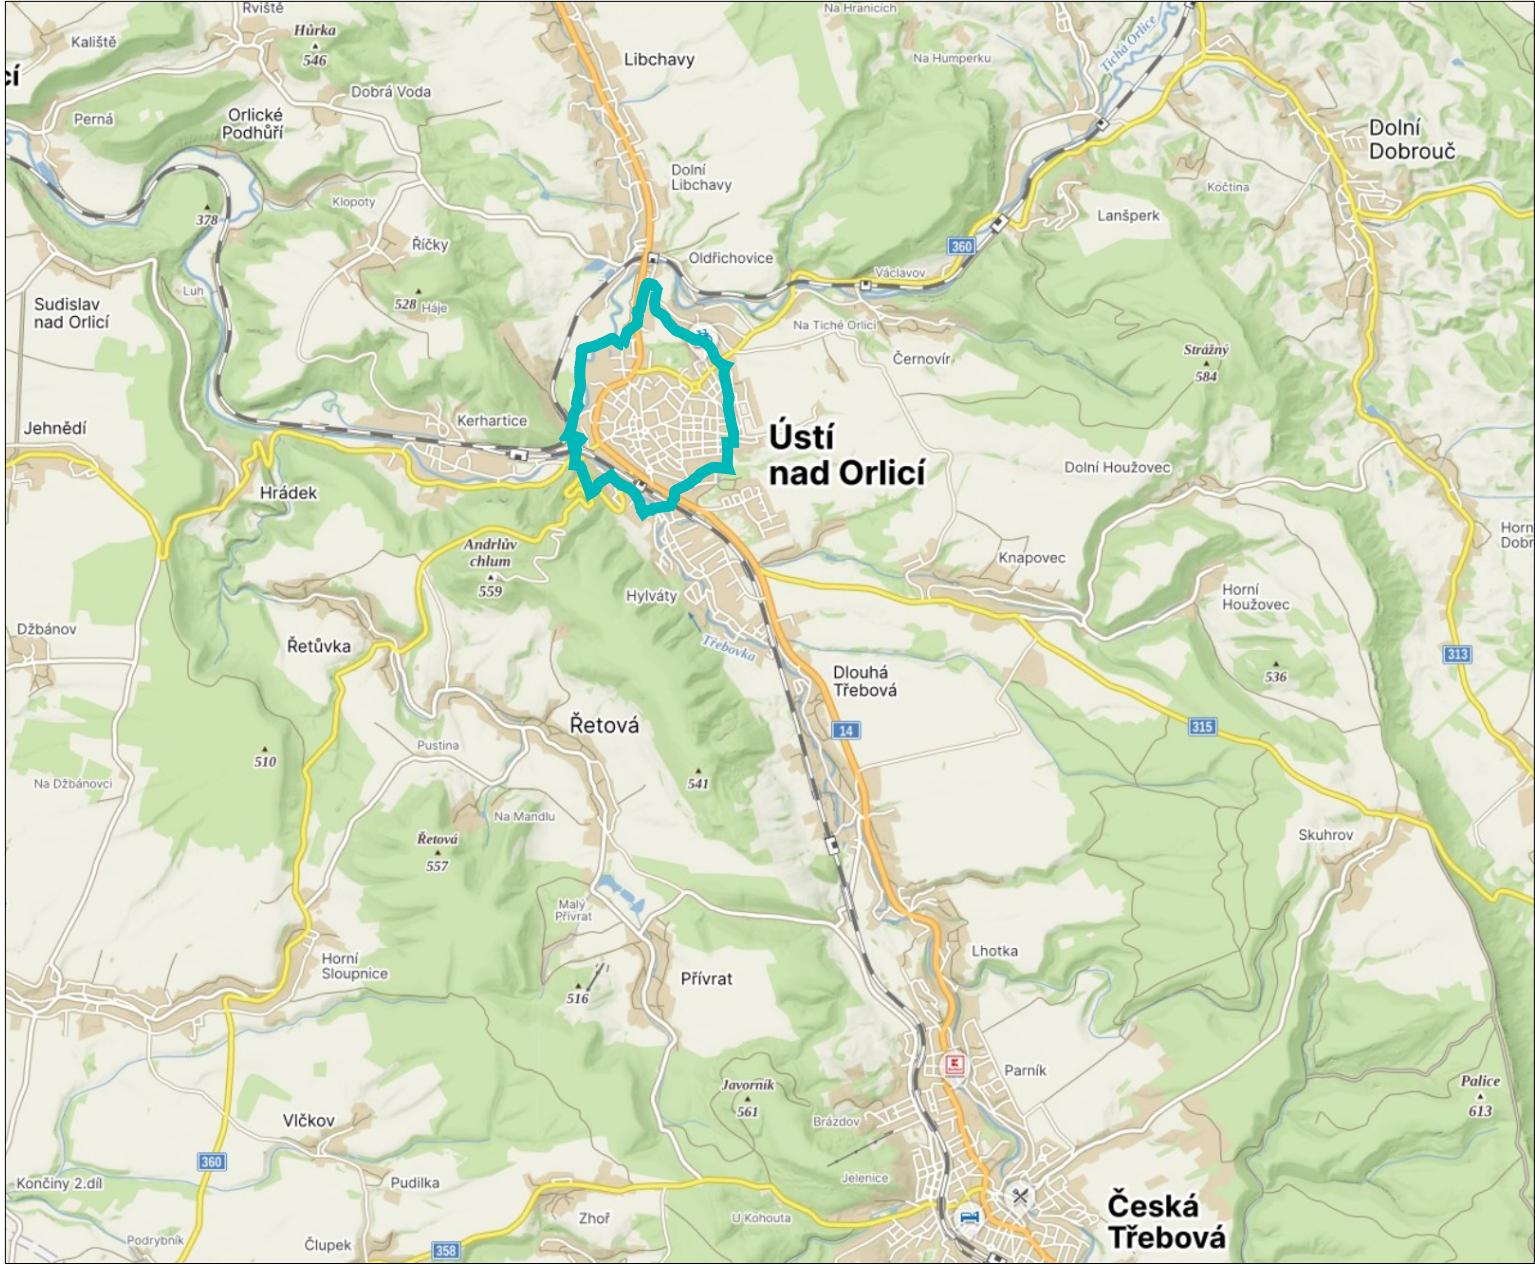 Rviště
Na Hranicích
Kaliště
Hůrka
546
Libchavy
Na Humperku
Tichá Orlice
cí
Dobrá Voda
Perná
Orlické
Podhůří
Dolní
Dobrouč
Dolní
Libchavy
Klopoty
Kočtina
378
Lanšperk
Říčky
360
Oldřichovice
Václavov
Luh
528
Háje
Sudislav
nad Orlicí
Na Tiché Orlici
Černovír
Strážný
584
Kerhartice
Jehnědí
Ústí
nad Orlicí
Dolní Houžovec
Hrádek
Horn
Dobr
Andrlův
chlum
559
Knapovec
Hylváty
Horní
Houžovec
Džbánov
Řetůvka
Třebovka
313
Dlouhá
Třebová
536
Řetová
14
315
Pustina
510
541
Na Džbánovci
Na Mandlu
Řetová
557
Skuhrov
Malý
Přívrat
Horní
Sloupnice
Lhotka
Přívrat
516
Parník
Javorník
561
Palice
613
Vlčkov
Brázdov
360
Končiny 2.díl
Pudilka
Jelenice
Zhoř
U Kohouta
Česká
Třebová
Podrybník
Člupek
358